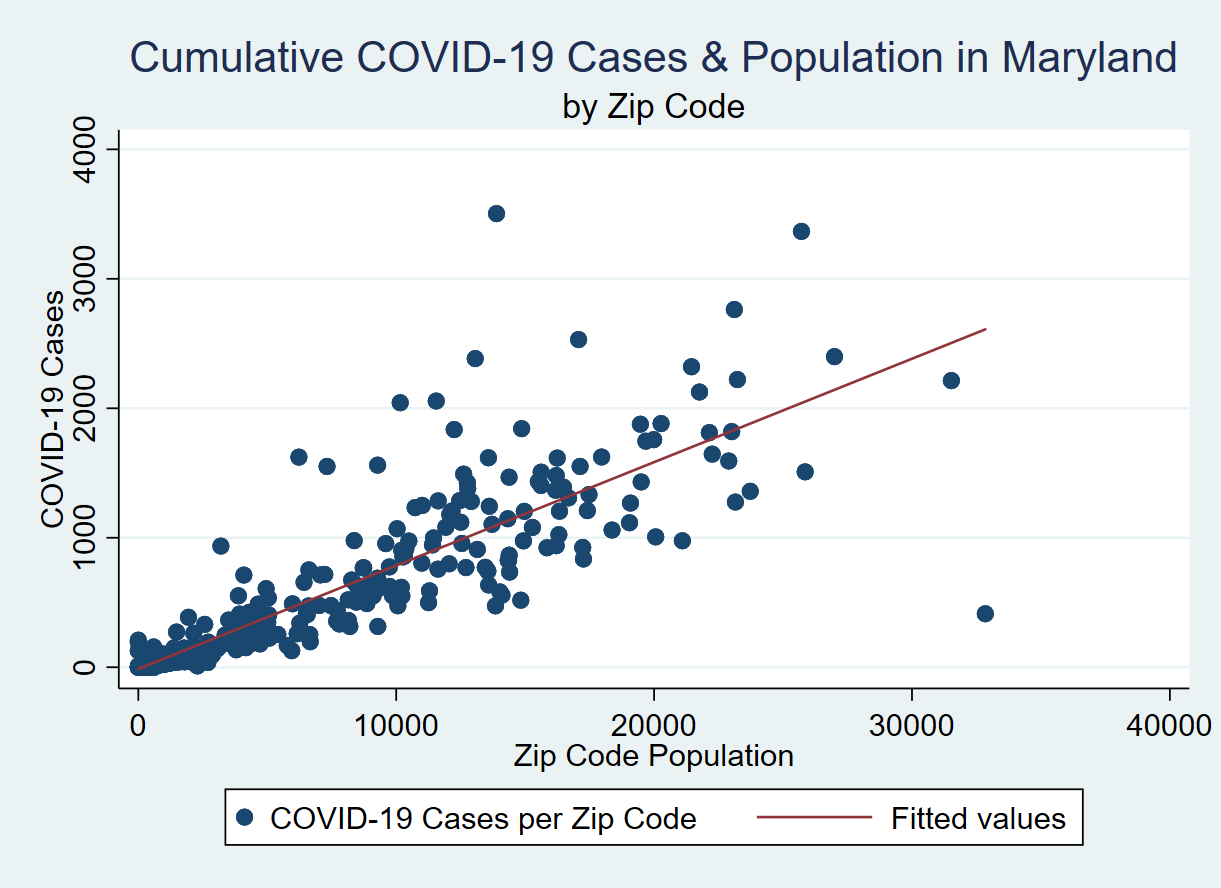 Cumulative COVID-19 Cases & Population in Maryland
by Zip Code
COVID-19 Cases
4000
3000
2000
1000
0
0 10000 20000 30000 40000
Zip Code Population
COVID-19 Cases per Zip Code Fitted values